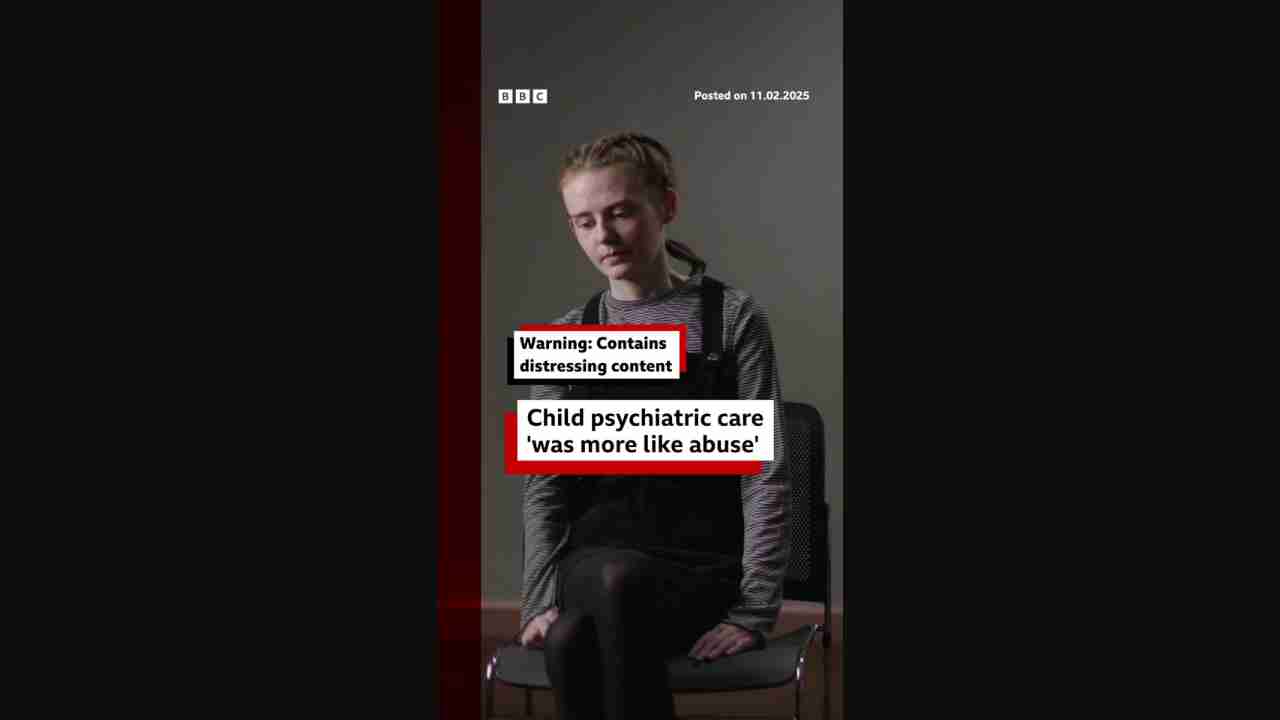 BBC
Posted on 11.02.2025
Warning: Contains
distressing content
Child psychiatric care
'was more like abuse'